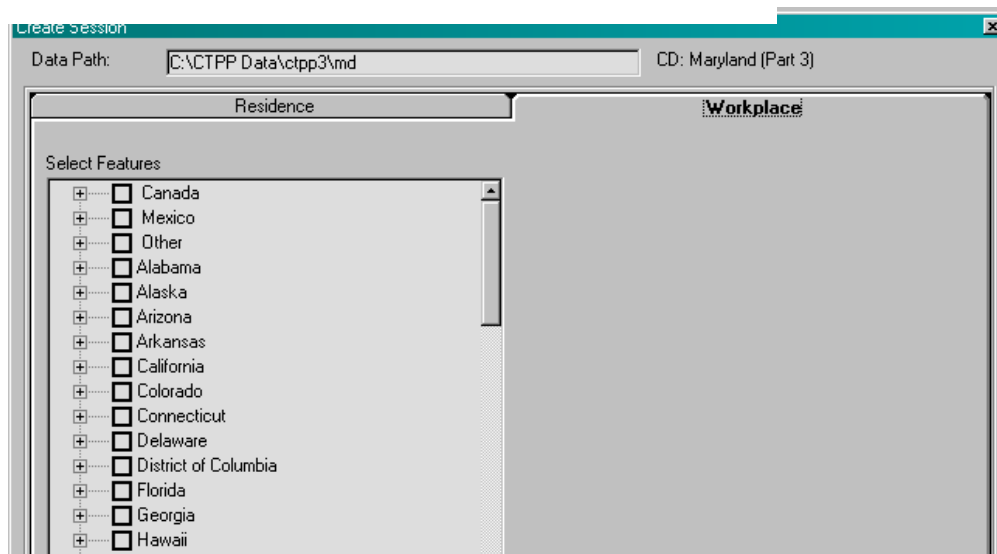 Create Session
Data Path: C:\CTPP Data\ctpp3\md CD: Maryland (Part 3)
Residence Workplace
Select Features
Canada
Mexico
Other
Alabama
Alaska
Arizona
Arkansas
California
Colorado
Connecticut
Delaware
District of Columbia
Florida
Georgia
Hawaii